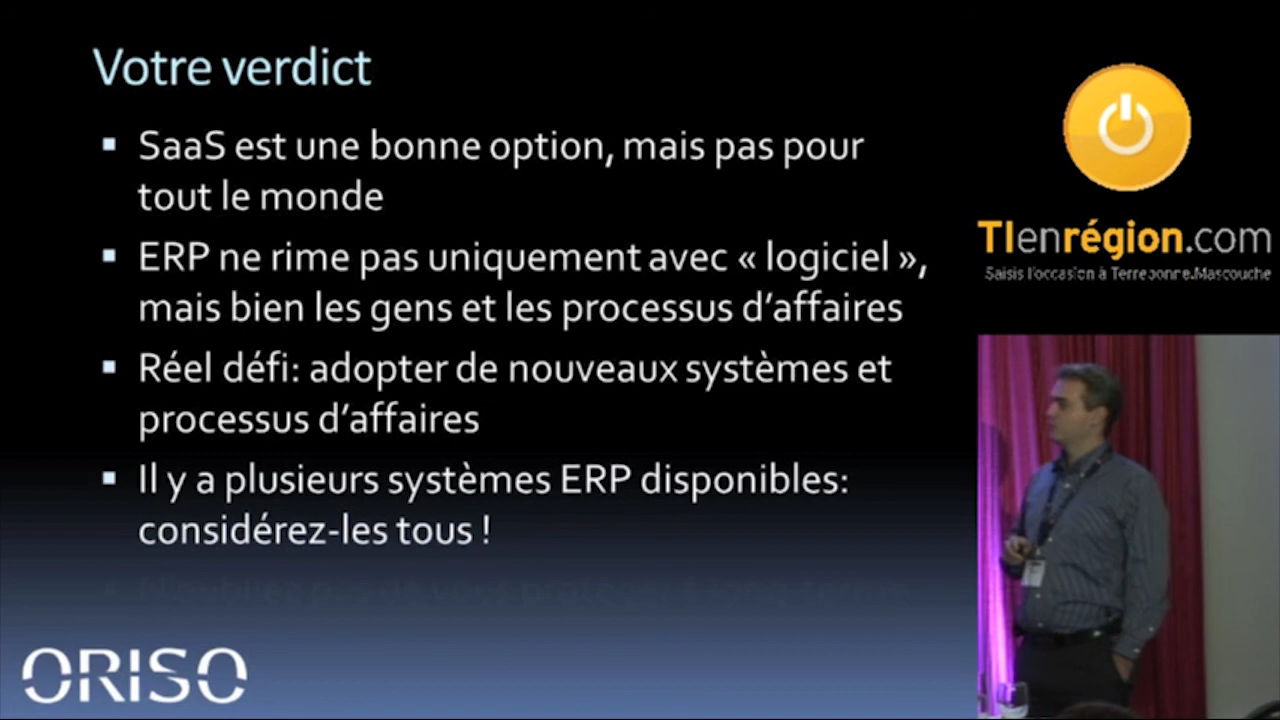 Votre verdict
SaaS est une bonne option, mais pas pour
tout le monde
ERP ne rime pas uniquement avec « logiciel »,
mais bien les gens et les processus d’affaires
Réel défi: adopter de nouveaux systèmes et
processus d’affaires
Il y a plusieurs systèmes ERP disponibles:
considérez-les tous !
ORISO
TIenrégion.com
Saisis l'occasion à Terrebonne.Mascouche